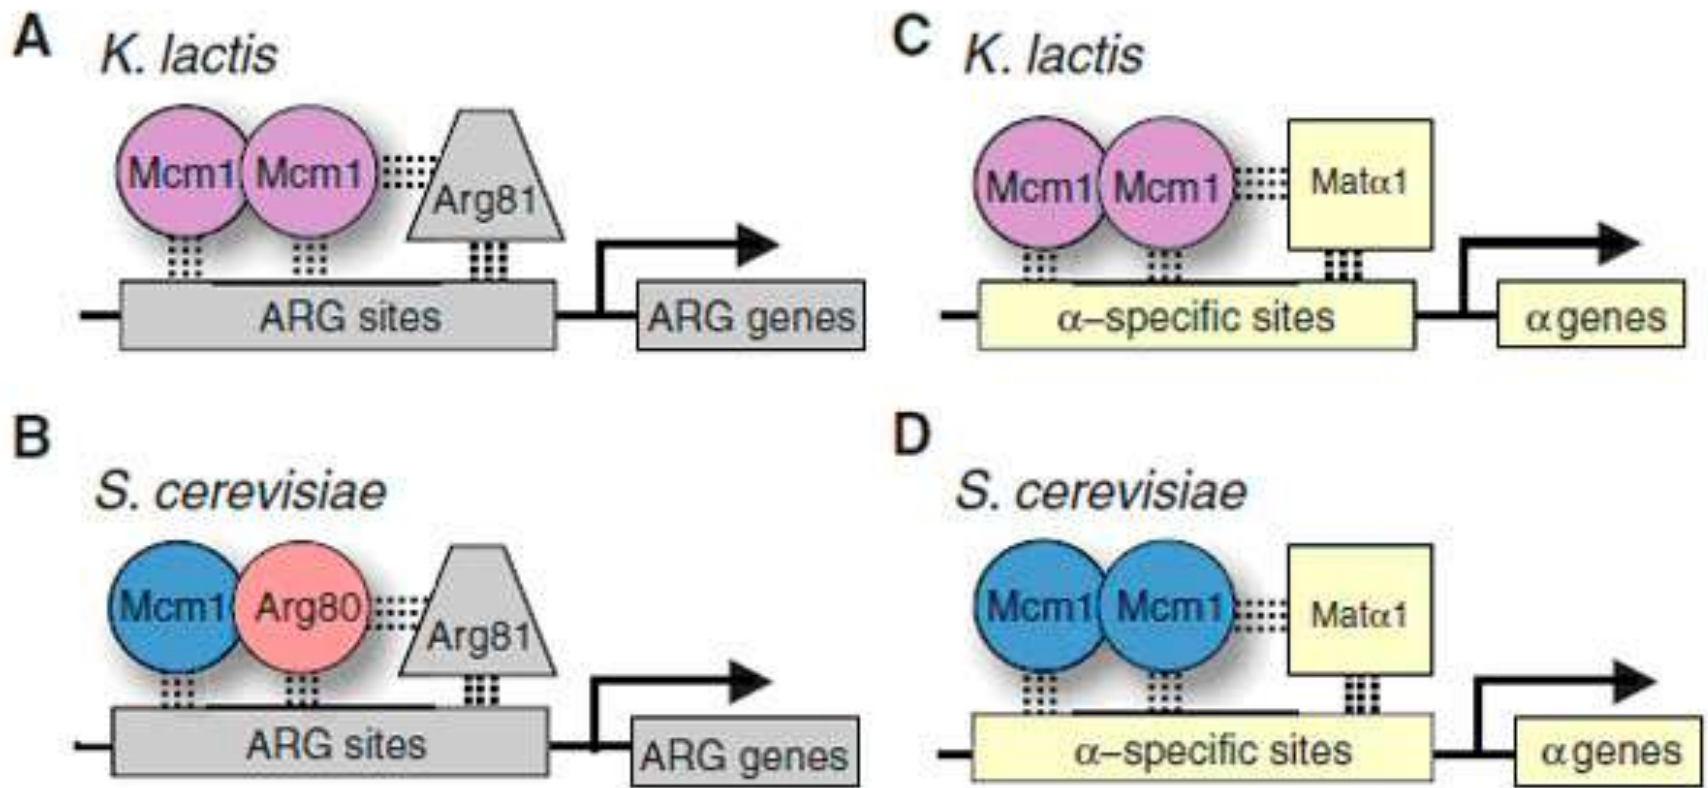 A
K. lactis
Mcm1 Mcm1 Arg81
ARG sites ARG genes
B
S. cerevisiae
Mcm1 Arg80 Arg81
ARG sites ARG genes
C
K. lactis
Mcm1 Mcm1 Matα1
α–specific sites α genes
D
S. cerevisiae
Mcm1 Mcm1 Matα1
α–specific sites α genes